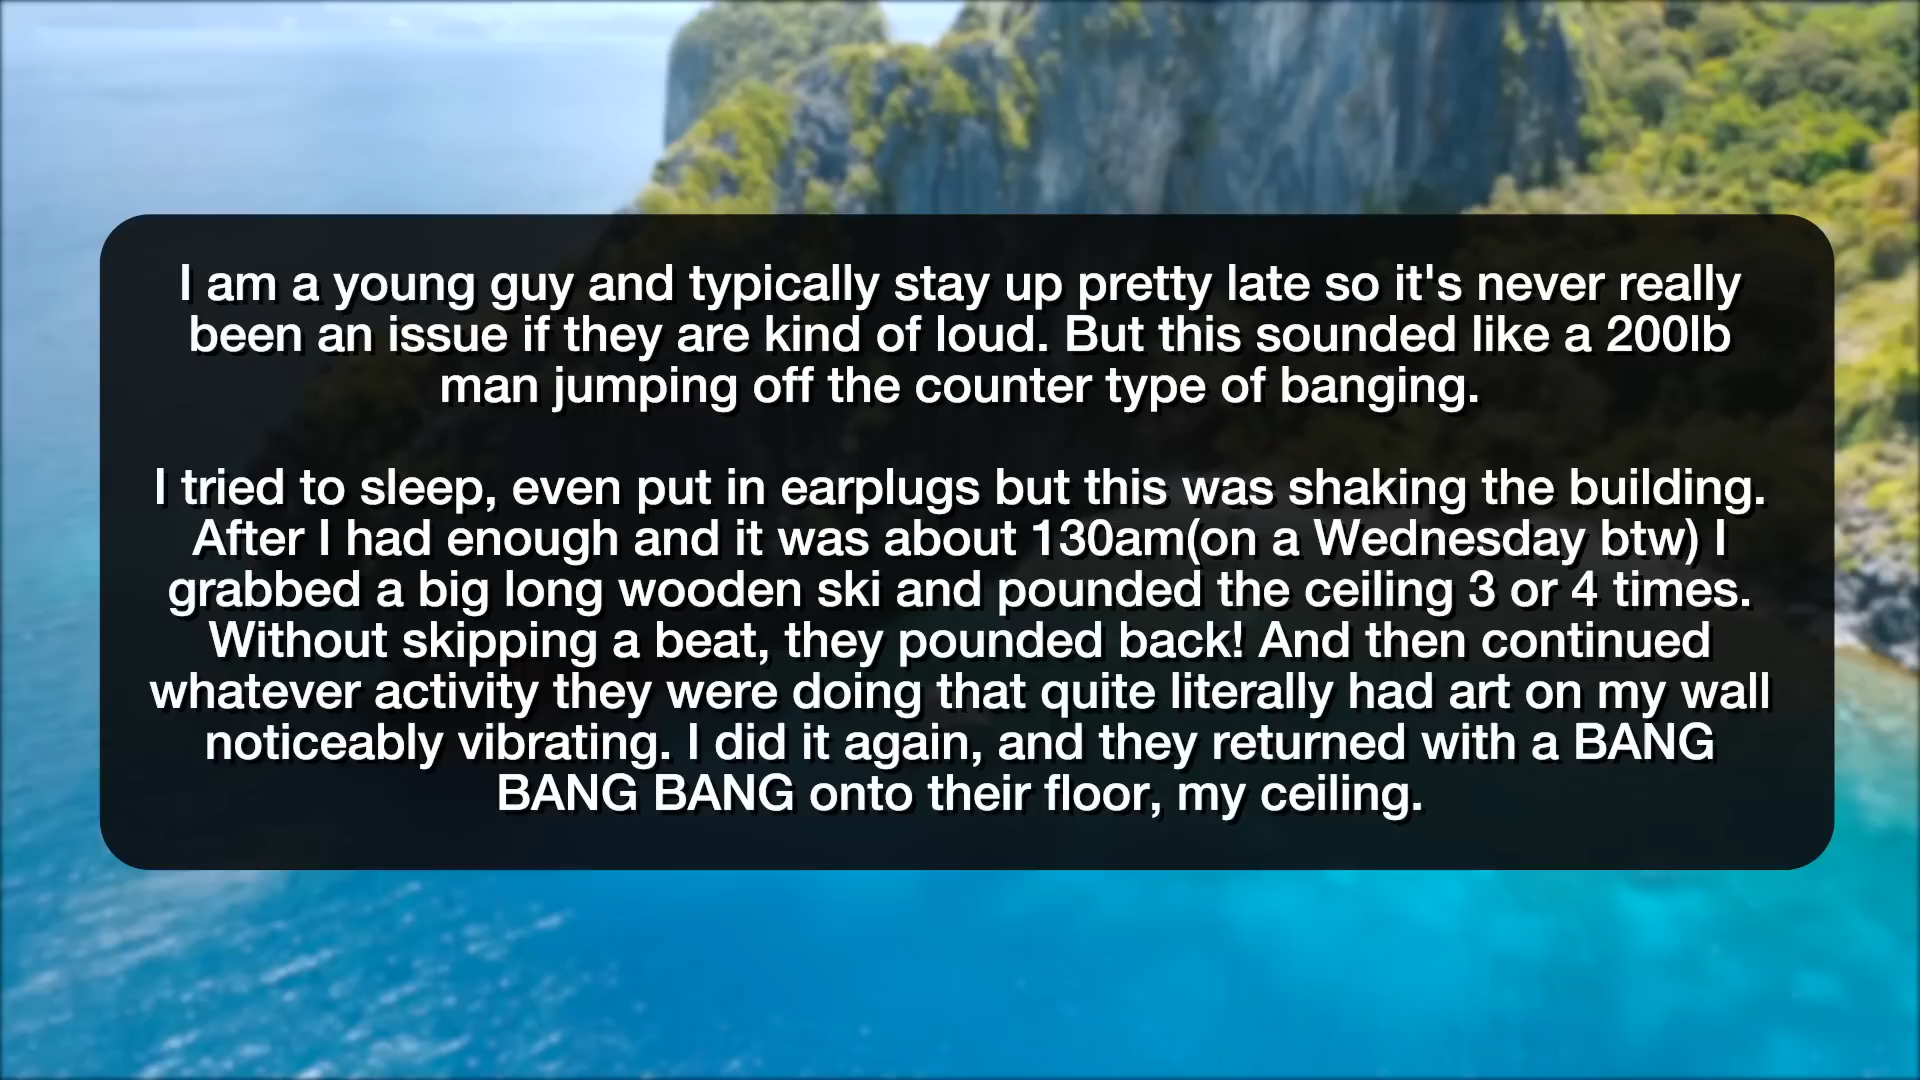 I am a young guy and typically stay up pretty late so it's never really
been an issue if they are kind of loud. But this sounded like a 200lb
man jumping off the counter type of banging.
I tried to sleep, even put in earplugs but this was shaking the building.
After I had enough and it was about 130am(on a Wednesday btw) I
grabbed a big long wooden ski and pounded the ceiling 3 or 4 times.
Without skipping a beat, they pounded back! And then continued
whatever activity they were doing that quite literally had art on my wall
noticeably vibrating. I did it again, and they returned with a BANG
BANG BANG onto their floor, my ceiling.